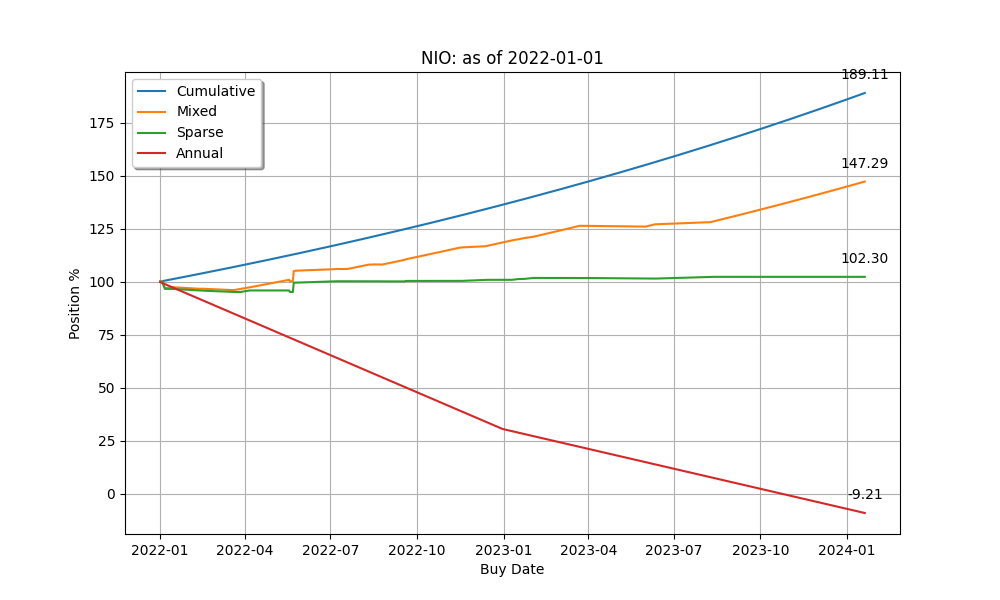 NIO: as of 2022-01-01
189.11
Cumulative
Mixed
Sparse
Annual
175
147.29
150
125
102.30
100
75
50
25
-9.21
0
Position %
2022-01 2022-04 2022-07 2022-10 2023-01 2023-04 2023-07 2023-10 2024-01
Buy Date